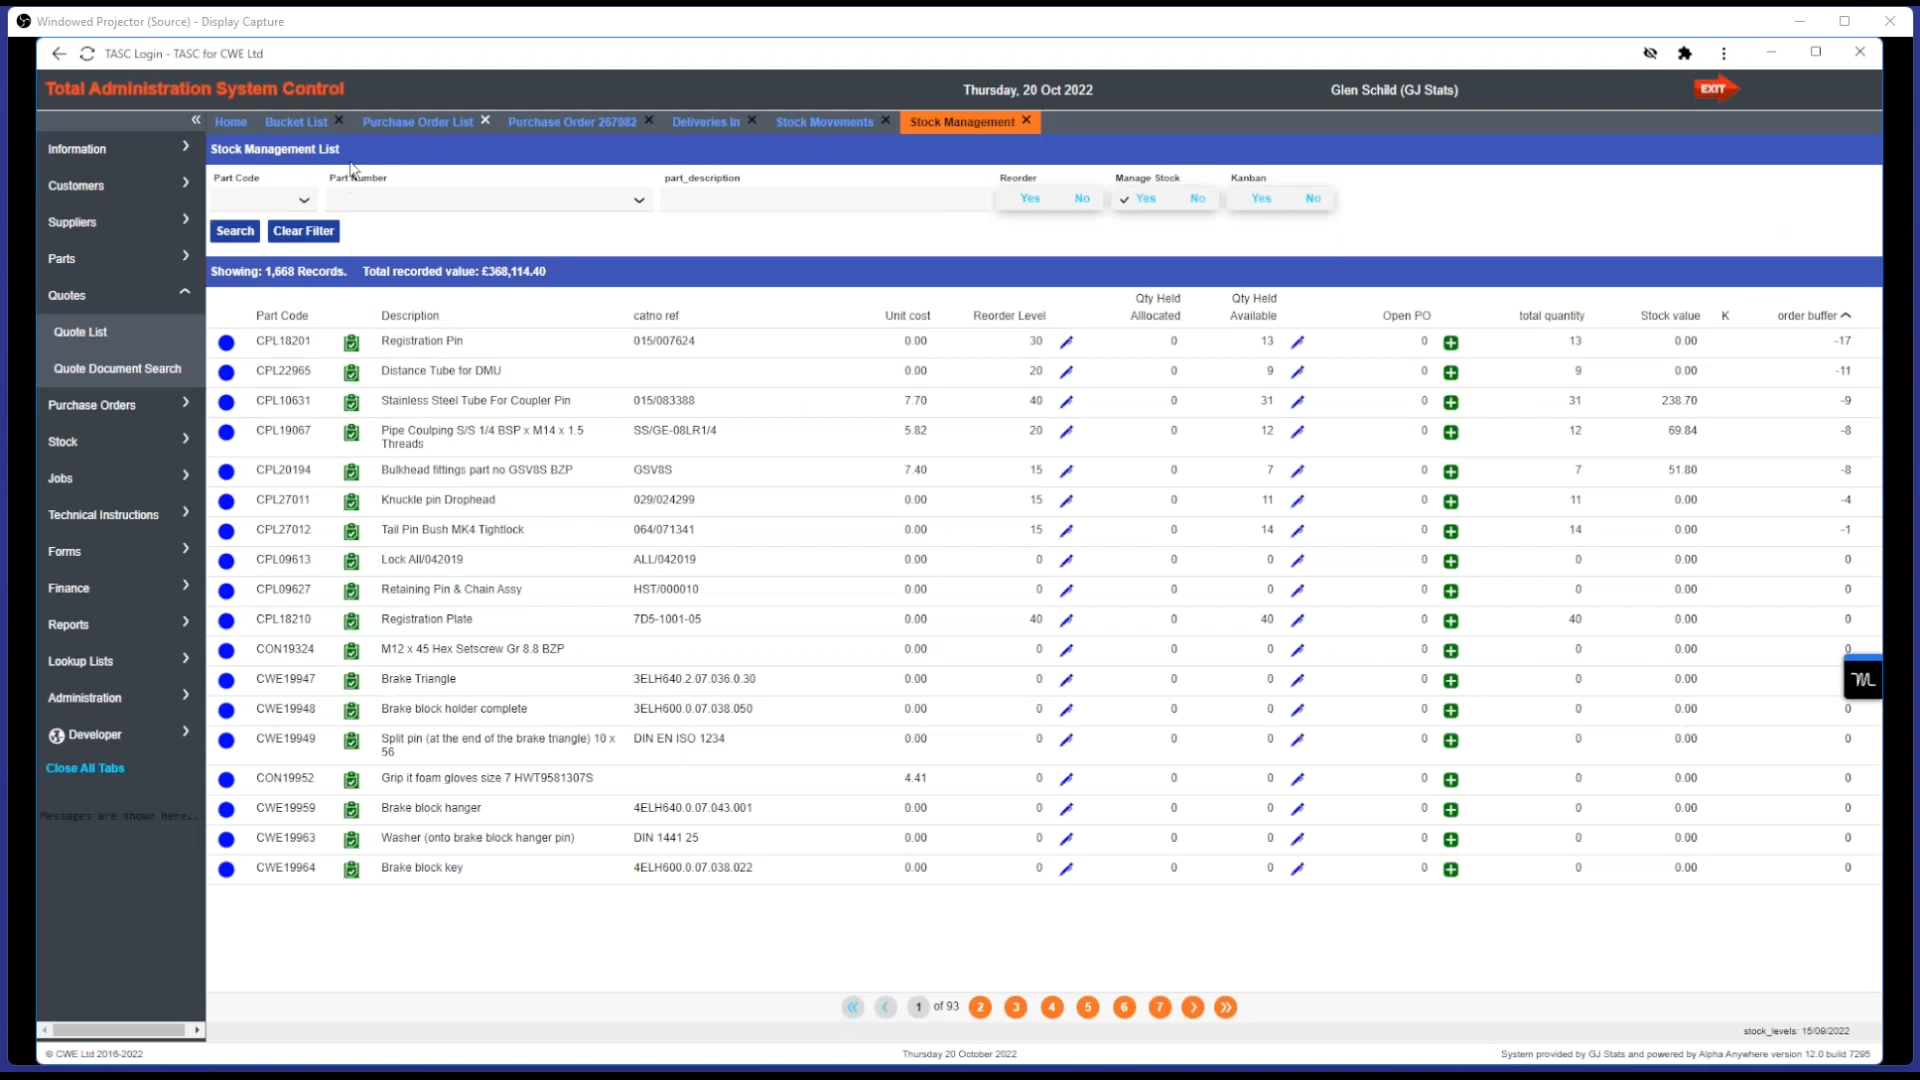 Windowed Projector (Source) - Display Capture
TASC Login - TASC for CWE Ltd
Total Administration System Control
Thursday, 20 Oct 2022
Glen Schild (GJ Stats)
EXIT
Home Bucket List Purchase Order List Purchase Order 267982 Deliveries In Stock Movements Stock Management
Information
Customers
Suppliers
Parts
Quotes
Quote List
Quote Document Search
Purchase Orders
Stock
Jobs
Technical Instructions
Forms
Finance
Reports
Lookup Lists
Administration
Developer
Close All Tabs
Messages are shown here...
Stock Management List
Part Code Part Number part_description Reorder Manage Stock Kanban
Yes No Yes No Yes No
Search Clear Filter
Showing: 1,668 Records. Total recorded value: £368,114.40
Part Code Description catno ref Unit cost Reorder Level Qty Held Allocated Qty Held Available Open PO total quantity Stock value K order buffer
CPL18201 Registration Pin 015/007624 0.00 30 0 13 0 13 0.00 -17
CPL22965 Distance Tube for DMU 0.00 20 0 9 0 9 0.00 -11
CPL10631 Stainless Steel Tube For Coupler Pin 015/083388 7.70 40 0 31 0 31 238.70 -9
CPL19067 Pipe Coulping S/S 1/4 BSP x M14 x 1.5 SS/GE-08LR1/4 5.82 20 0 12 0 12 69.84 -8
Threads
CPL20194 Bulkhead fittings part no GSV8S BZP GSV8S 7.40 15 0 7 0 7 51.80 -8
CPL27011 Knuckle pin Drophead 029/024299 0.00 15 0 11 0 11 0.00 -4
CPL27012 Tail Pin Bush MK4 Tightlock 064/071341 0.00 15 0 14 0 14 0.00 -1
CPL09613 Lock All/042019 ALL/042019 0.00 0 0 0 0 0 0.00 0
CPL09627 Retaining Pin & Chain Assy HST/000010 0.00 0 0 0 0 0 0.00 0
CPL18210 Registration Plate 7D5-1001-05 0.00 40 0 40 0 40 0.00 0
CON19324 M12 x 45 Hex Setscrew Gr 8.8 BZP 0.00 0 0 0 0 0 0.00 0
CWE19947 Brake Triangle 3ELH640.2.07.036.0.30 0.00 0 0 0 0 0 0.00
CWE19948 Brake block holder complete 3ELH600.0.07.038.050 0.00 0 0 0 0 0 0.00 0
CWE19949 Split pin (at the end of the brake triangle) 10 x DIN EN ISO 1234 0.00 0 0 0 0 0 0.00 0
56
CON19952 Grip it foam gloves size 7 HWT9581307S 4.41 0 0 0 0 0 0.00 0
CWE19959 Brake block hanger 4ELH640.0.07.043.001 0.00 0 0 0 0 0 0.00 0
CWE19963 Washer (onto brake block hanger pin) DIN 1441 25 0.00 0 0 0 0 0 0.00 0
CWE19964 Brake block key 4ELH600.0.07.038.022 0.00 0 0 0 0 0 0.00 0
1 of 93 2 3 4 5 6 7
stock_levels: 15/09/2022
© CWE Ltd 2016-2022
Thursday 20 October 2022
System provided by GJ Stats and powered by Alpha Anywhere version 12.0 build 7295